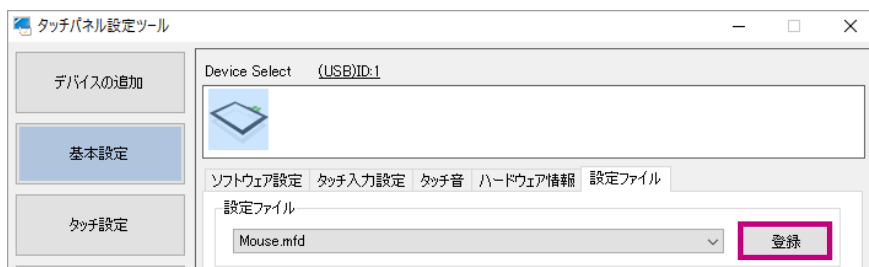 タッチパネル設定ツール
デバイスの追加
基本設定
タッチ設定
Device Select (USB)ID:1
ソフトウェア設定 タッチ入力設定 タッチ音 ハードウェア情報 設定ファイル
設定ファイル
Mouse.mfd 登録